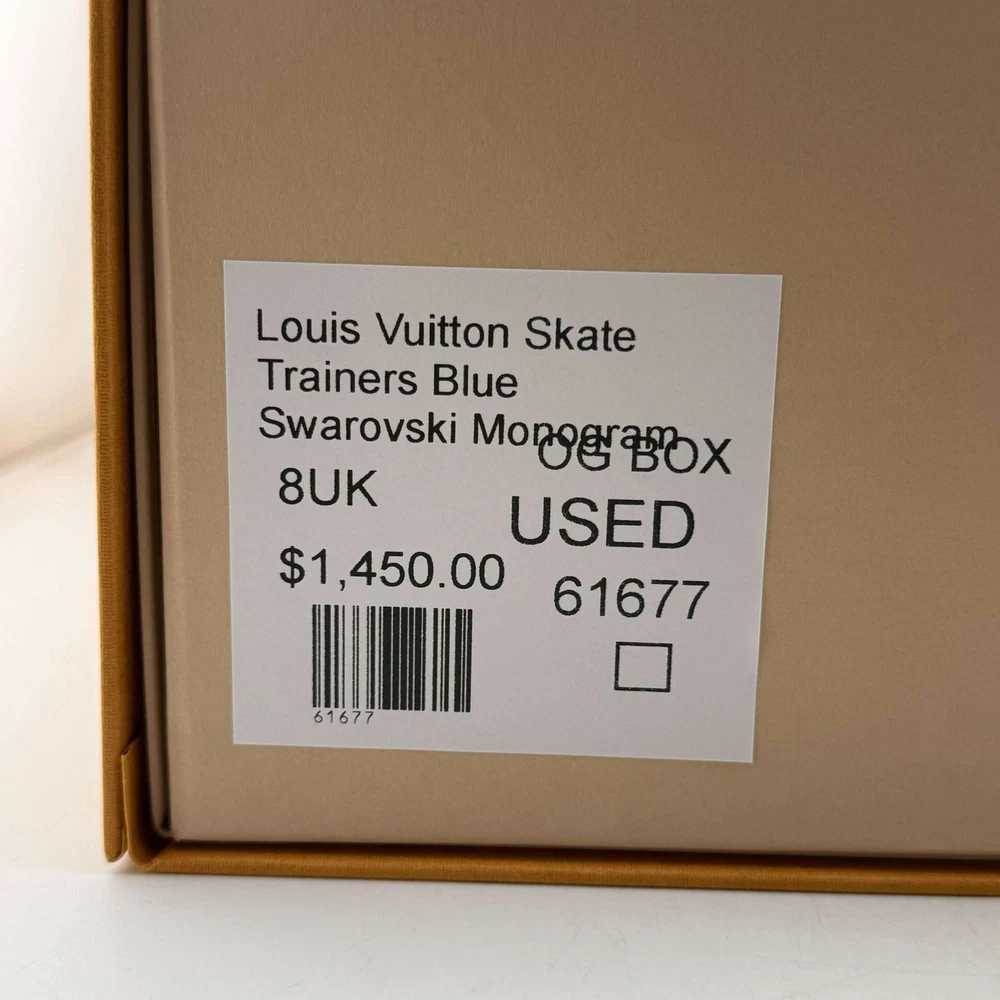 Louis Vuitton Skate
Trainers Blue
Swarovski Monogram
OG BOX
8UK
USED
$1,450.00
61677
61677